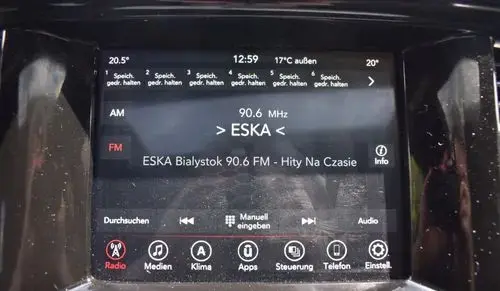 20.5° 12:59 17°C außen 20°
1 Speich. gedr. halten 2 Speich. gedr. halten 3 Speich. gedr. halten 4 Speich. gedr. halten 5 Speich. gedr. halten 6 Speich. gedr. halten >
AM
90.6 MHz
> ESKA <
FM
ESKA Bialystok 90.6 FM - Hity Na Czasie
i Info
Durchsuchen Manuell eingeben Audio
Radio Medien Klima Apps Steuerung Telefon Einstell.